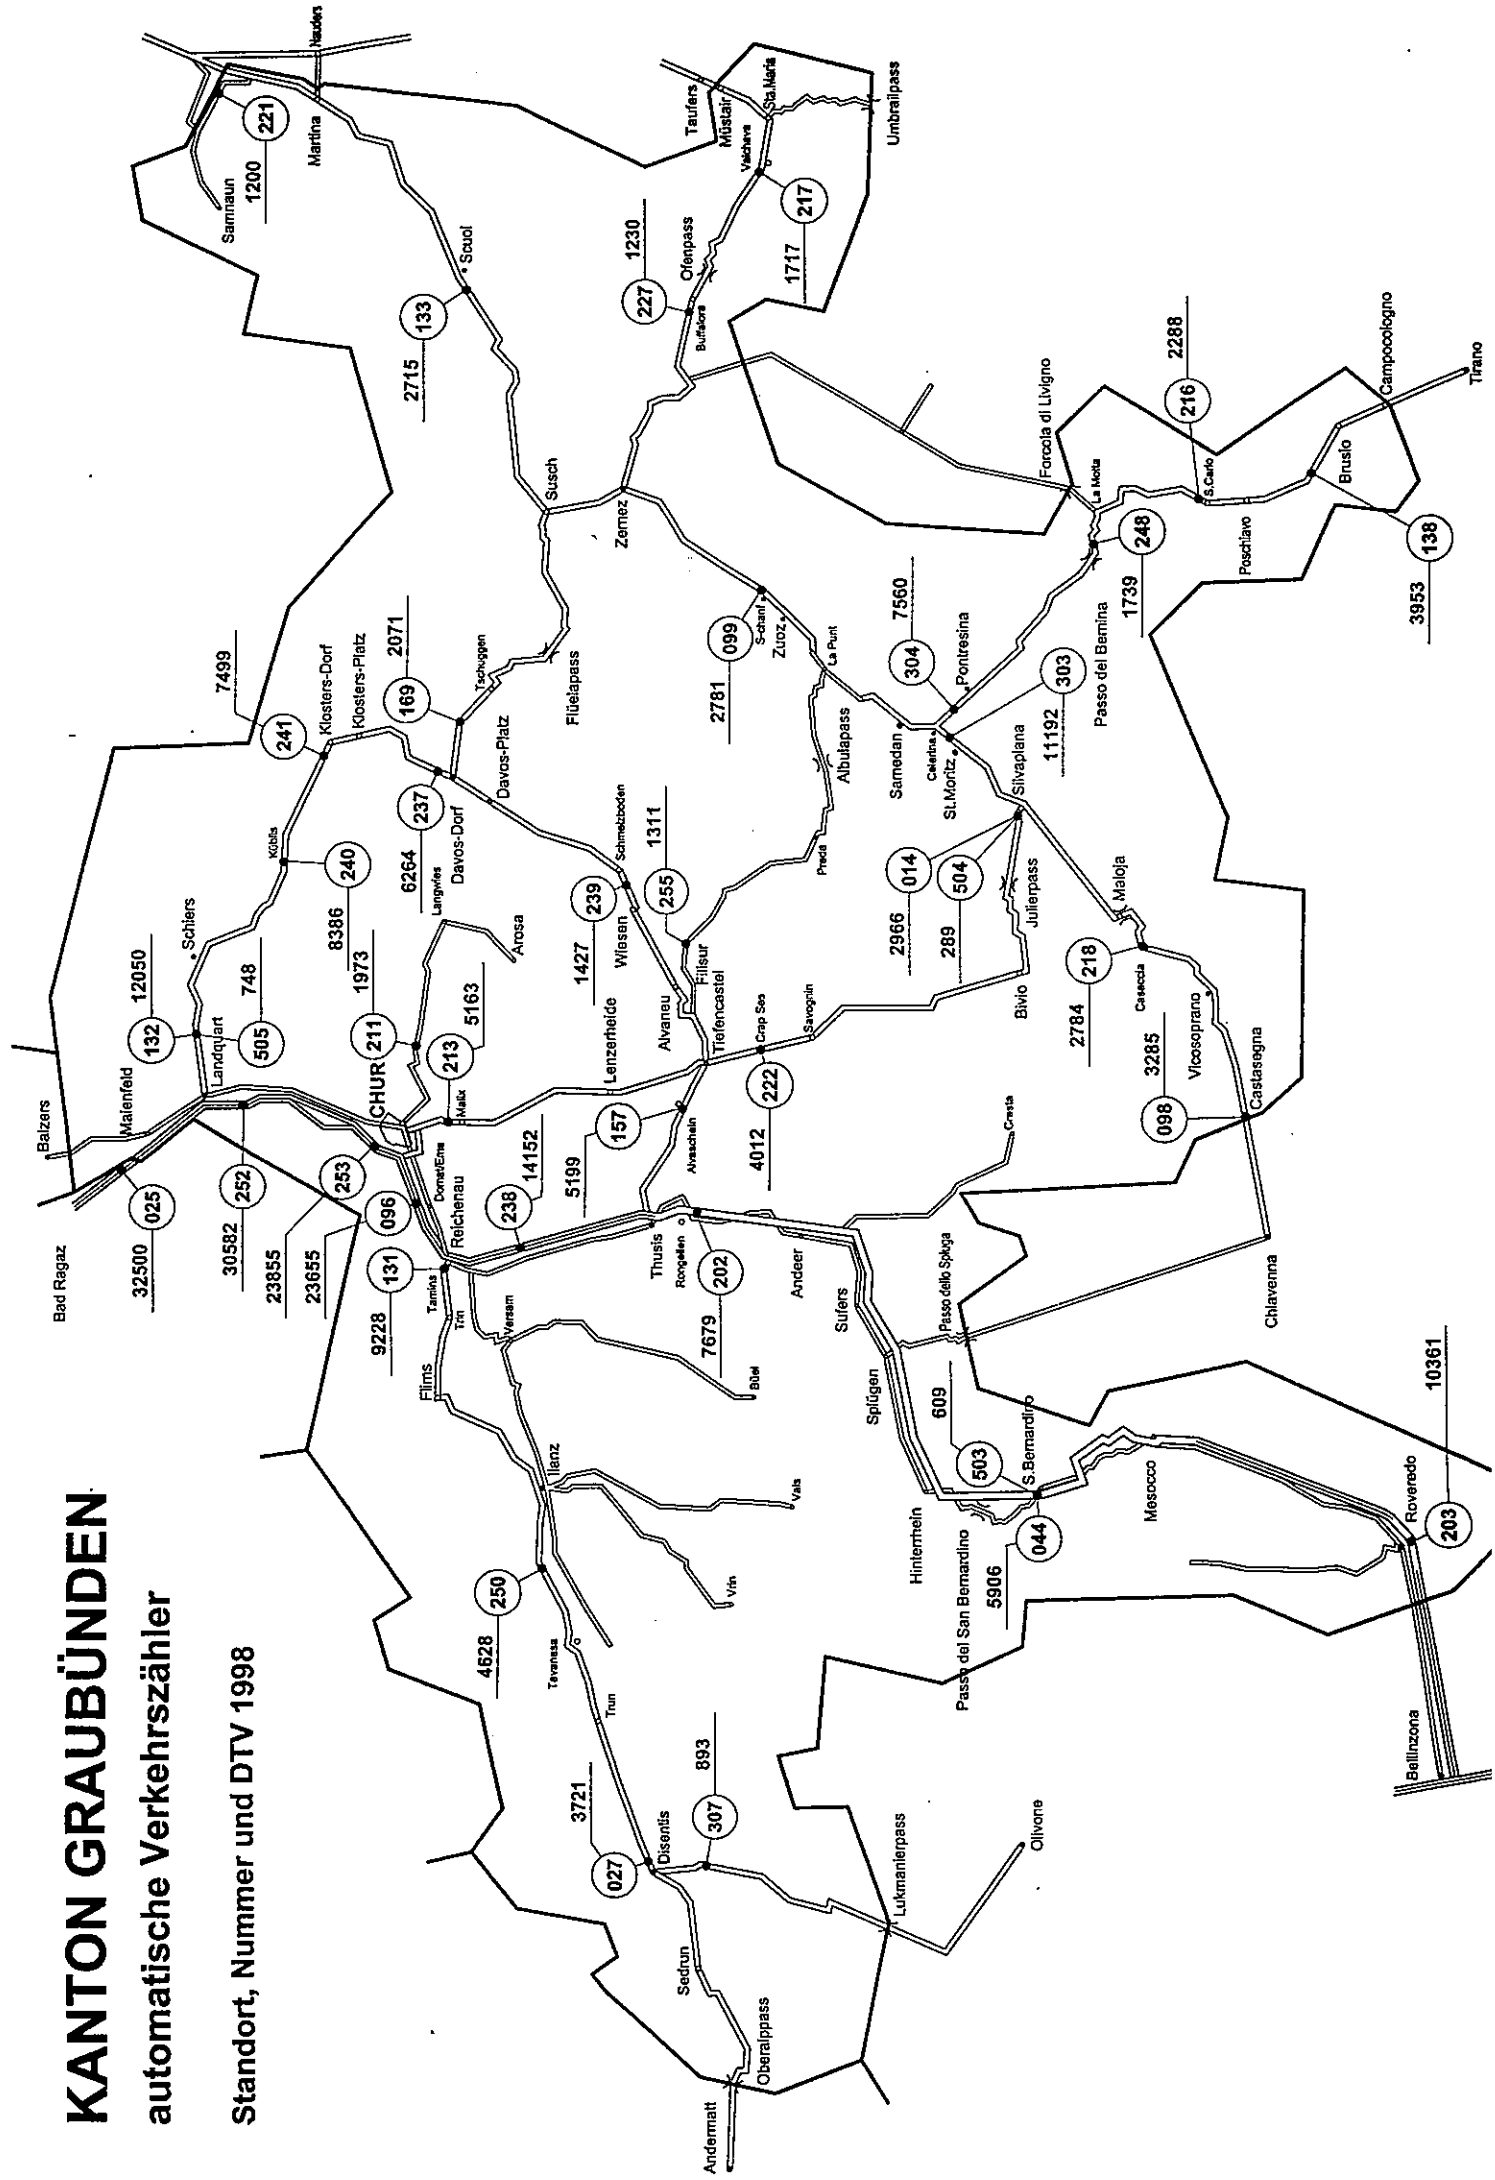 KANTON GRAUBÜNDEN
automatische Verkehrszähler
Standort, Nummer und DTV 1998
Andermatt
Oberalppass
Sedrun
Disentis
027
3721
307
893
Lukmanierpass
Olivone
Trun
Tavanasa
250
4628
Ilanz
Vrin
Vals
Flims
Trin
Tamins
131
9228
Versam
Büel
Reichenau
Domat/Ems
096
23655
253
23855
252
30582
025
32500
Bad Ragaz
Balzers
Maienfeld
Landquart
132
12050
505
748
Schiers
Küblis
240
8386
241
7499
Klosters-Dorf
Klosters-Platz
CHUR
211
1973
Langwies
Arosa
213
5163
Malix
Lenzerheide
238
14152
157
5199
Alvaschein
Thusis
Rongellen
202
7679
Andeer
Cresta
Sufers
Splügen
Passo dello Spluga
Chiavenna
Hinterrhein
Passo del San Bernardino
503
609
S.Bernardino
044
5906
Mesocco
Roveredo
203
10361
Bellinzona
Tiefencastel
222
4012
Crap Ses
Savognin
Bivio
Julierpass
Alvaneu
Filisur
255
1311
Wiesen
239
1427
Schmelzboden
Preda
Albulapass
Davos-Platz
Davos-Dorf
237
6264
169
2071
Tschuggen
Flüelapass
Susch
Zernez
133
2715
Scuol
Martina
Nauders
Samnaun
221
1200
227
1230
Buffalora
Ofenpass
217
1717
Valchava
Sta.Maria
Müstair
Taufers
Umbrailpass
099
2781
S-chanf
Zuoz
La Punt
Samedan
Celerina
St.Moritz
304
7560
Pontresina
303
11192
Silvaplana
014
2966
504
289
Maloja
218
2784
Casaccia
Vicosoprano
098
3285
Castasegna
Passo del Bernina
248
1739
La Motta
Forcola di Livigno
216
2288
S.Carlo
Poschiavo
138
3953
Brusio
Campocologno
Tirano